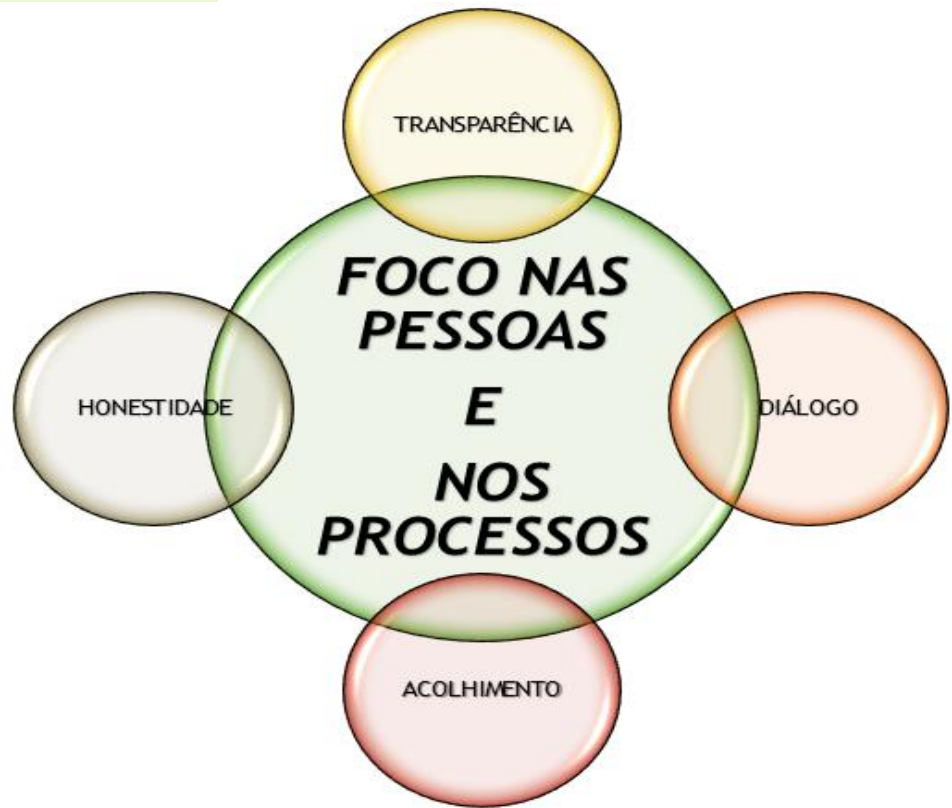 TRANSPARÊNCIA
FOCO NAS
PESSOAS
E
NOS
PROCESSOS
HONESTIDADE
DIÁLOGO
ACOLHIMENTO